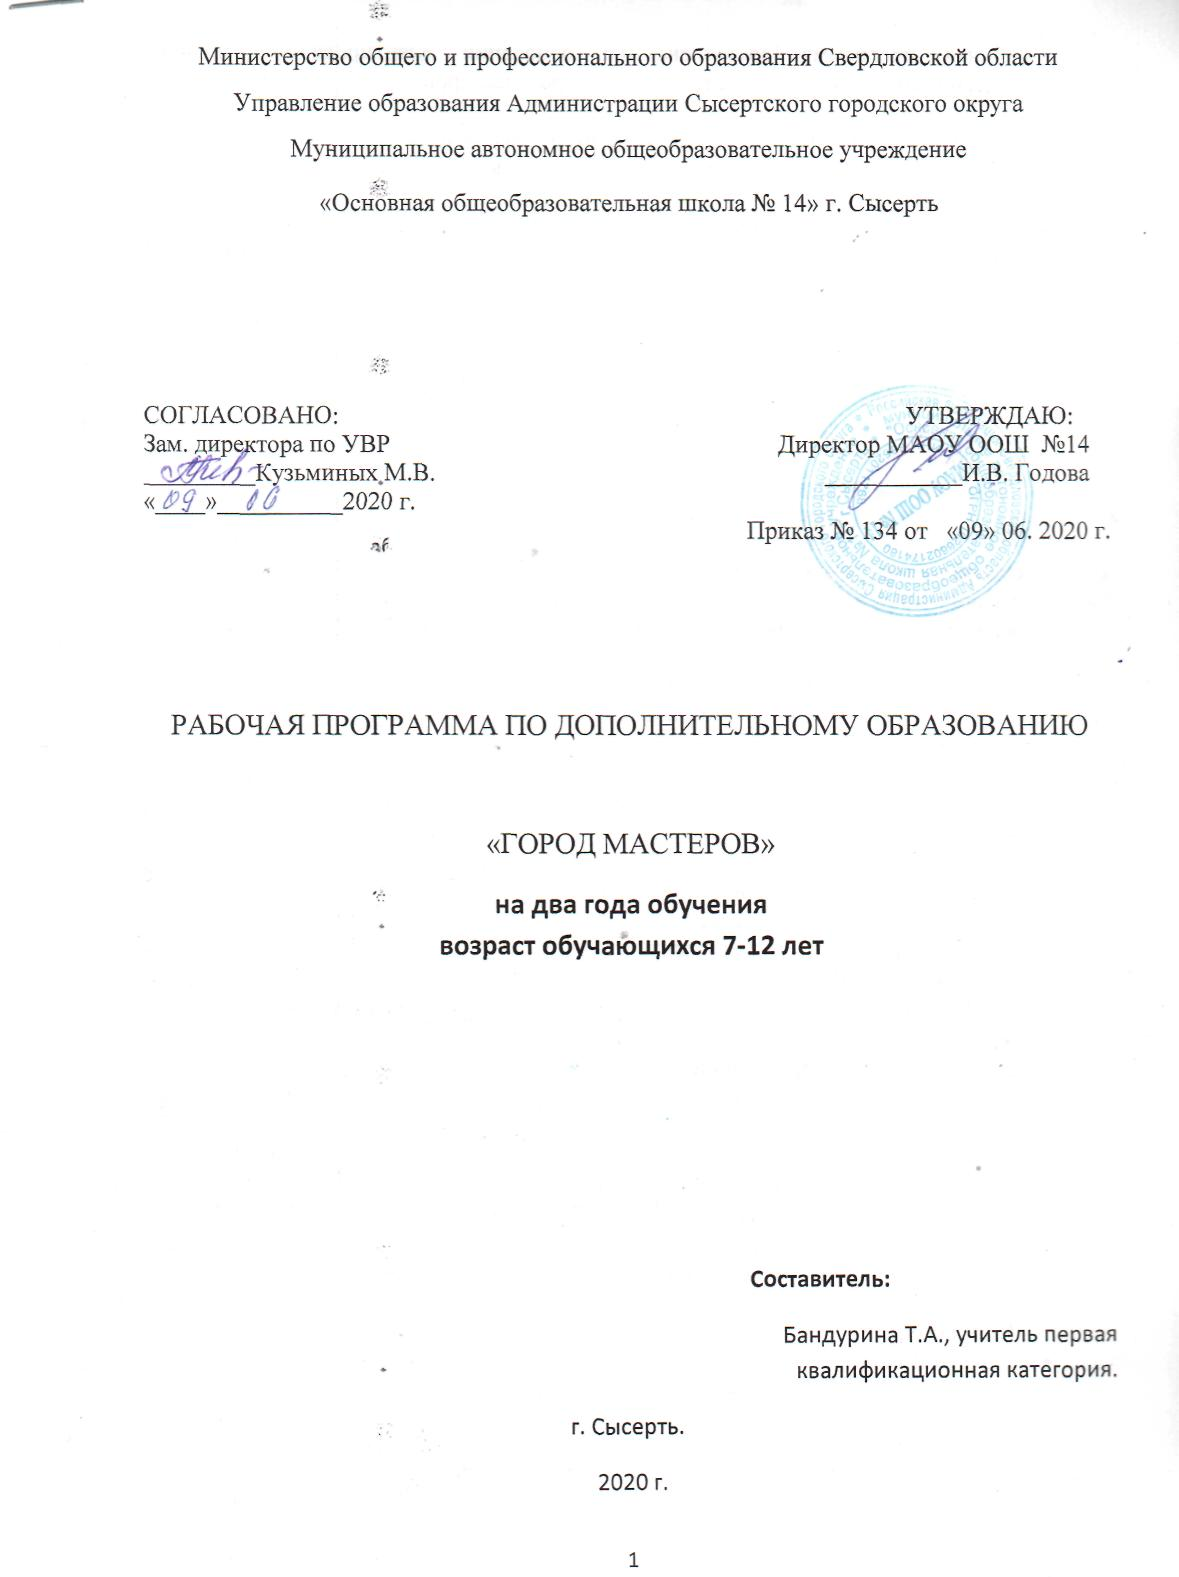 Министерство общего и профессионального образования Свердловской области
Управление образования Администрации Сысертского городского округа
Муниципальное автономное общеобразовательное учреждение
«Основная общеобразовательная школа № 14» г. Сысерть
СОГЛАСОВАНО:
Зам. директора по УВР
_________Кузьминых М.В.
«09»__06__2020 г.
УТВЕРЖДАЮ:
Директор МАОУ ООШ №14
___________И.В. Годова
Приказ № 134 от «09» 06. 2020 г.
РАБОЧАЯ ПРОГРАММА ПО ДОПОЛНИТЕЛЬНОМУ ОБРАЗОВАНИЮ
«ГОРОД МАСТЕРОВ»
на два года обучения
возраст обучающихся 7-12 лет
Составитель:
Бандурина Т.А., учитель первая
квалификационная категория.
г. Сысерть.
2020 г.
1